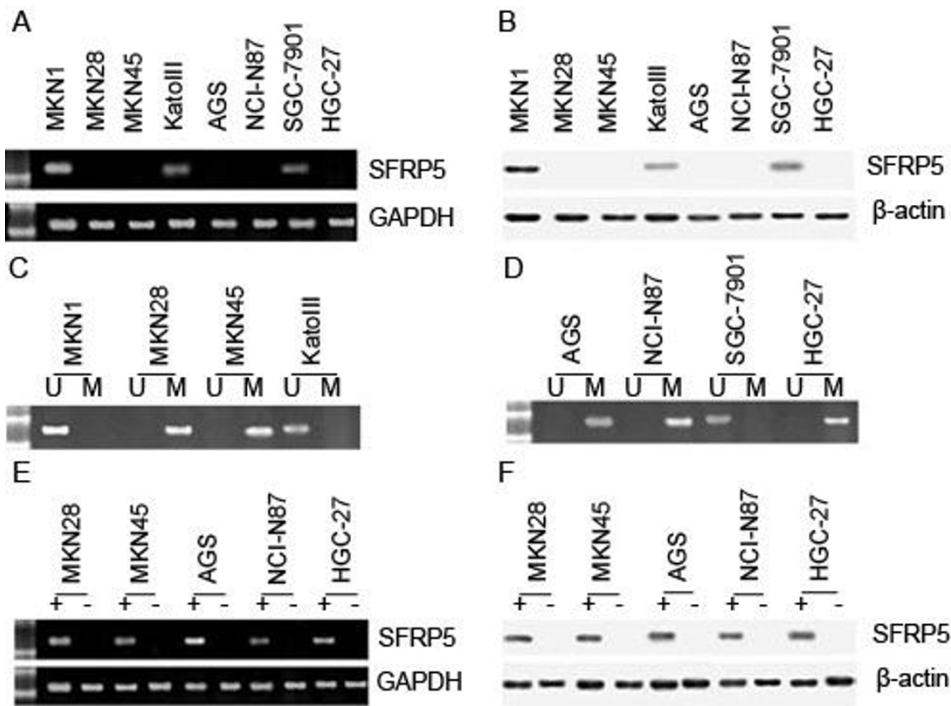 A
MKN1 MKN28 MKN45 KatoIII AGS NCI-N87 SGC-7901 HGC-27
SFRP5
GAPDH
B
MKN1 MKN28 MKN45 KatoIII AGS NCI-N87 SGC-7901 HGC-27
SFRP5
β-actin
C
MKN1 MKN28 MKN45 KatoIII
U M U M U M U M
D
AGS NCI-N87 SGC-7901 HGC-27
U M U M U M U M
E
MKN28 MKN45 AGS NCI-N87 HGC-27
+ - + - + - + - + -
SFRP5
GAPDH
F
MKN28 MKN45 AGS NCI-N87 HGC-27
+ - + - + - + - + -
SFRP5
β-actin